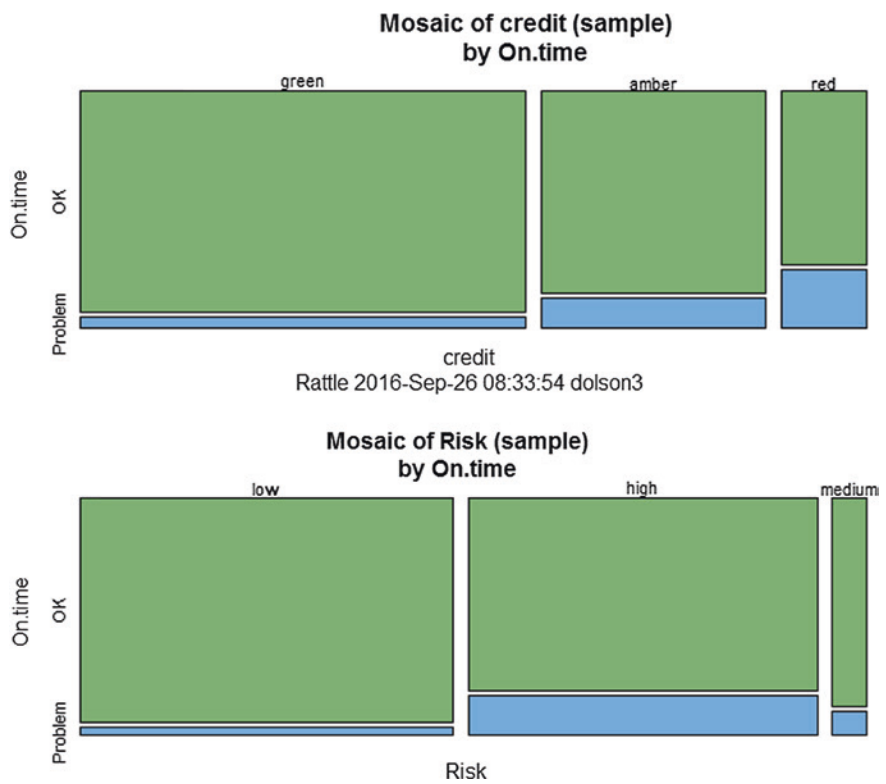 Mosaic of credit (sample)
by On.time
green amber red
On.time
OK
Problem
credit
Rattle 2016-Sep-26 08:33:54 dolson3
Mosaic of Risk (sample)
by On.time
low high medium
On.time
OK
Problem
Risk